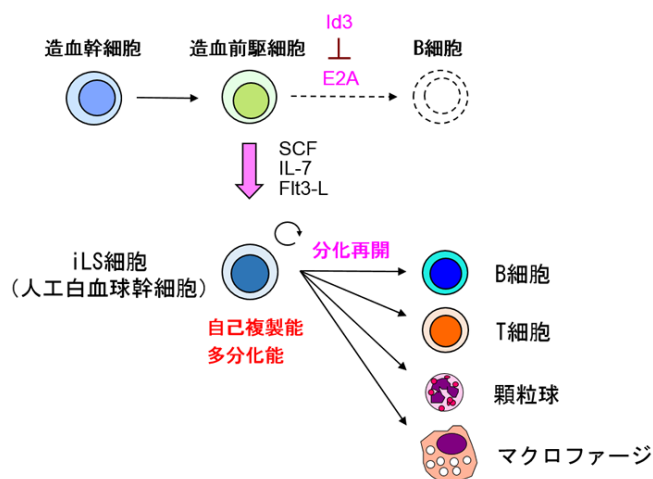 Id3
造血幹細胞
造血前駆細胞
B細胞
E2A
SCF
IL-7
Flt3-L
iLS細胞
（人工白血球幹細胞）
分化再開
自己複製能
多分化能
B細胞
T細胞
顆粒球
マクロファージ